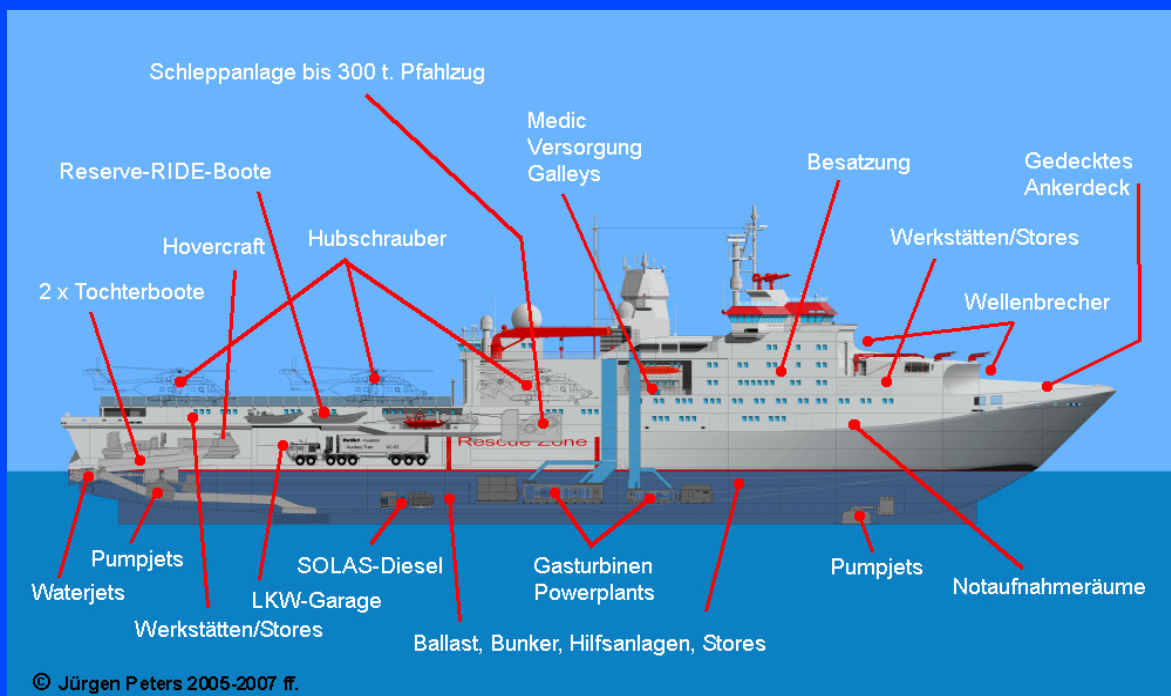 Schleppanlage bis 300 t. Pfahlzug
Medic
Versorgung
Galleys
Besatzung
Gedecktes
Ankerdeck
Reserve-RIDE-Boote
Hovercraft
Hubschrauber
Werkstätten/Stores
2 x Tochterboote
Wellenbrecher
Rescue Zone
Pumpjets
Waterjets
Werkstätten/Stores
LKW-Garage
SOLAS-Diesel
Gasturbinen
Powerplants
Ballast, Bunker, Hilfsanlagen, Stores
Pumpjets
Notaufnahmeräume
© Jürgen Peters 2005-2007 ff.